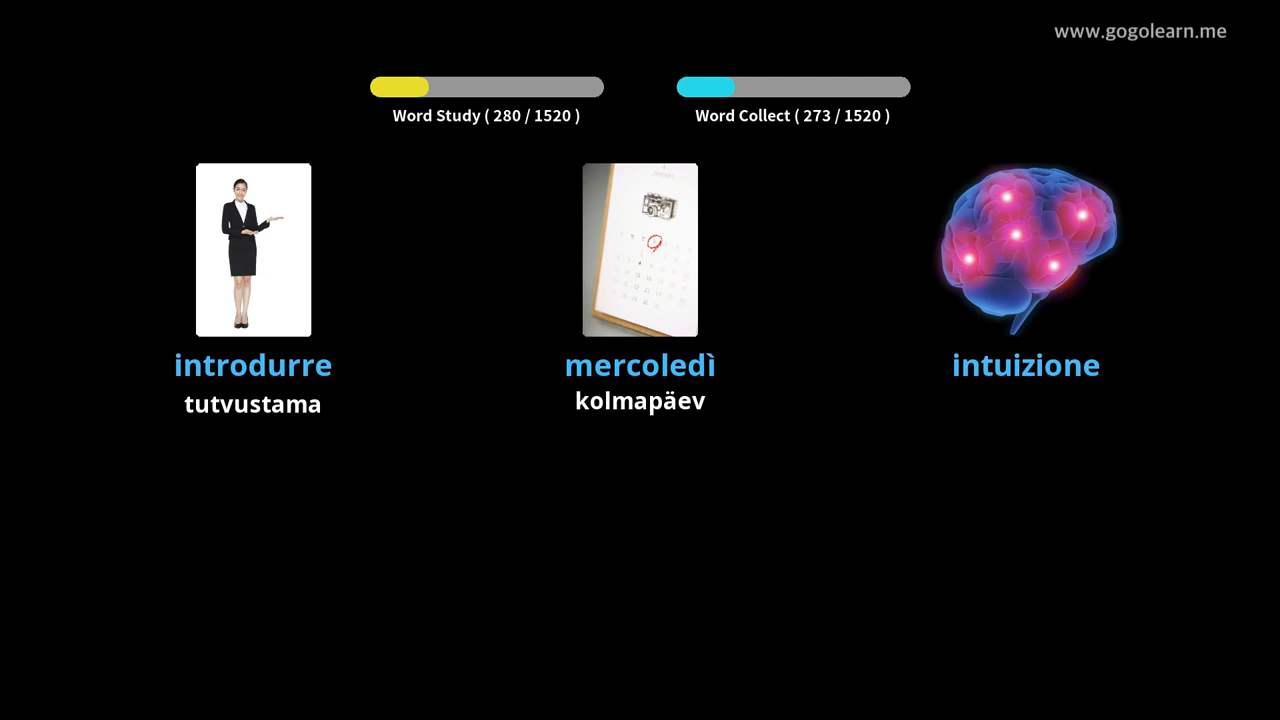 www.gogolearn.me
Word Study ( 280 / 1520 )
Word Collect ( 273 / 1520 )
introdurre
mercoledì
intuizione
tutvustama
kolmapäev